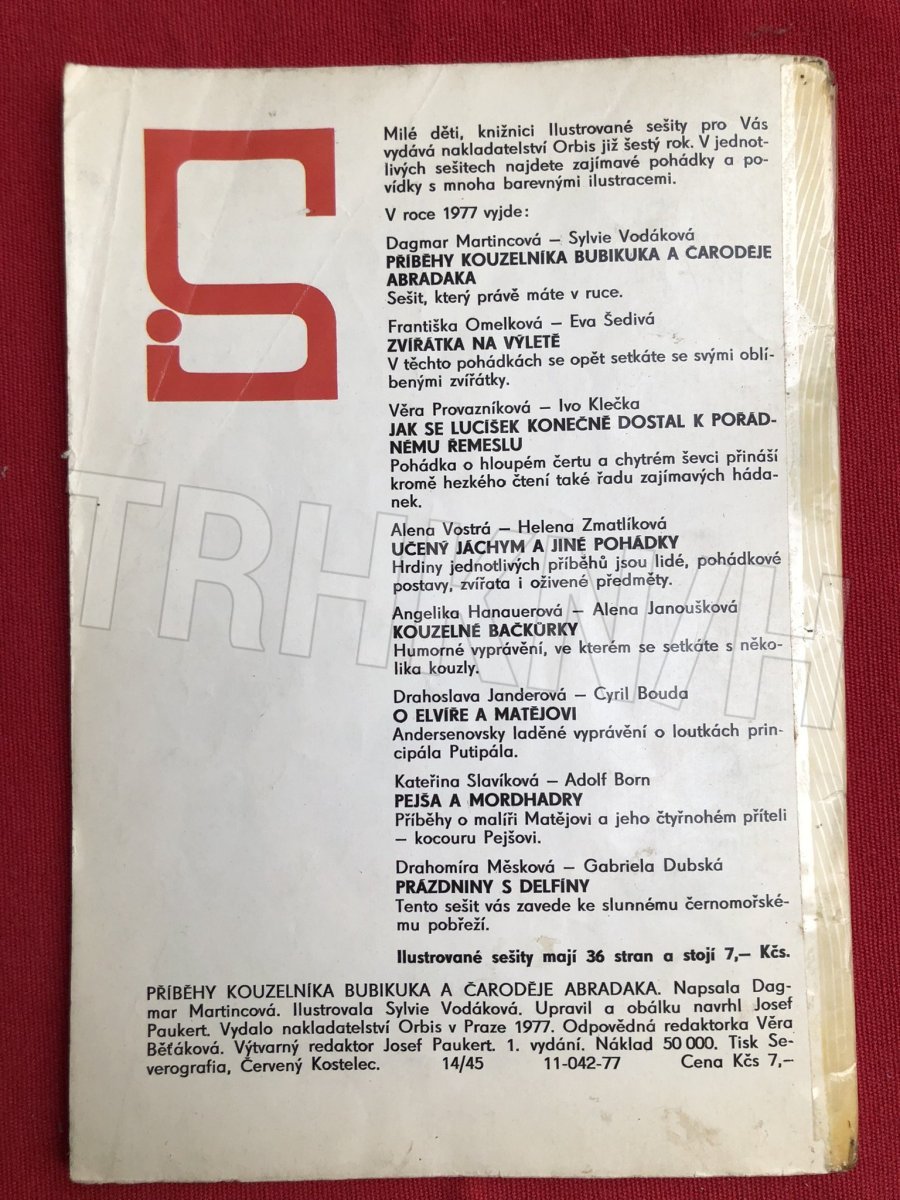 Milé děti, knižnici Ilustrované sešity pro Vás
vydává nakladatelství Orbis již šestý rok. V jednot-
livých sešitech najdete zajímavé pohádky a po-
vídky s mnoha barevnými ilustracemi.
V roce 1977 vyjde:
Dagmar Martincová – Sylvie Vodáková
PŘÍBĚHY KOUZELNÍKA BUBIKUKA A ČARODĚJE
ABRADAKA
Sešit, který právě máte v ruce.
Františka Omelková – Eva Šedivá
ZVÍŘÁTKA NA VÝLETĚ
V těchto pohádkách se opět setkáte se svými oblí-
benými zvířátky.
Věra Provazníková – Ivo Klečka
JAK SE LUCÍŠEK KONEČNĚ DOSTAL K POŘÁD-
NÉMU ŘEMESLU
Pohádka o hloupém čertu a chytrém ševci přináší
kromě hezkého čtení také řadu zajímavých háda-
nek.
Alena Vostrá – Helena Zmatlíková
UČENÝ JÁCHYM A JINÉ POHÁDKY
Hrdiny jednotlivých příběhů jsou lidé, pohádkové
postavy, zvířata i oživené předměty.
Angelika Hanauerová – Alena Janoušková
KOUZELNÉ BAČKŮRKY
Humorné vyprávění, ve kterém se setkáte s něko-
lika kouzly.
Drahoslava Janderová – Cyril Bouda
O ELVÍŘE A MATĚJOVI
Andersenovsky laděné vyprávění o loutkách prin-
cipála Putipála.
Kateřina Slavíková – Adolf Born
PEJŠA A MORDHADRY
Příběhy o malíři Matějovi a jeho čtyřnohém příteli
– kocouru Pejšovi.
Drahomíra Měsková – Gabriela Dubská
PRÁZDNINY S DELFÍNY
Tento sešit vás zavede ke slunnému černomořské-
mu pobřeží.
Ilustrované sešity mají 36 stran a stojí 7,– Kčs.
PŘÍBĚHY KOUZELNÍKA BUBIKUKA A ČARODĚJE ABRADAKA. Napsala Dag-
mar Martincová. Ilustrovala Sylvie Vodáková. Upravil a obálku navrhl Josef
Paukert. Vydalo nakladatelství Orbis v Praze 1977. Odpovědná redaktorka Věra
Běťáková. Výtvarný redaktor Josef Paukert. 1. vydání. Náklad 50 000. Tisk Se-
verografia, Červený Kostelec. 14/45 11-042-77 Cena Kčs 7,–
TRHKNIH